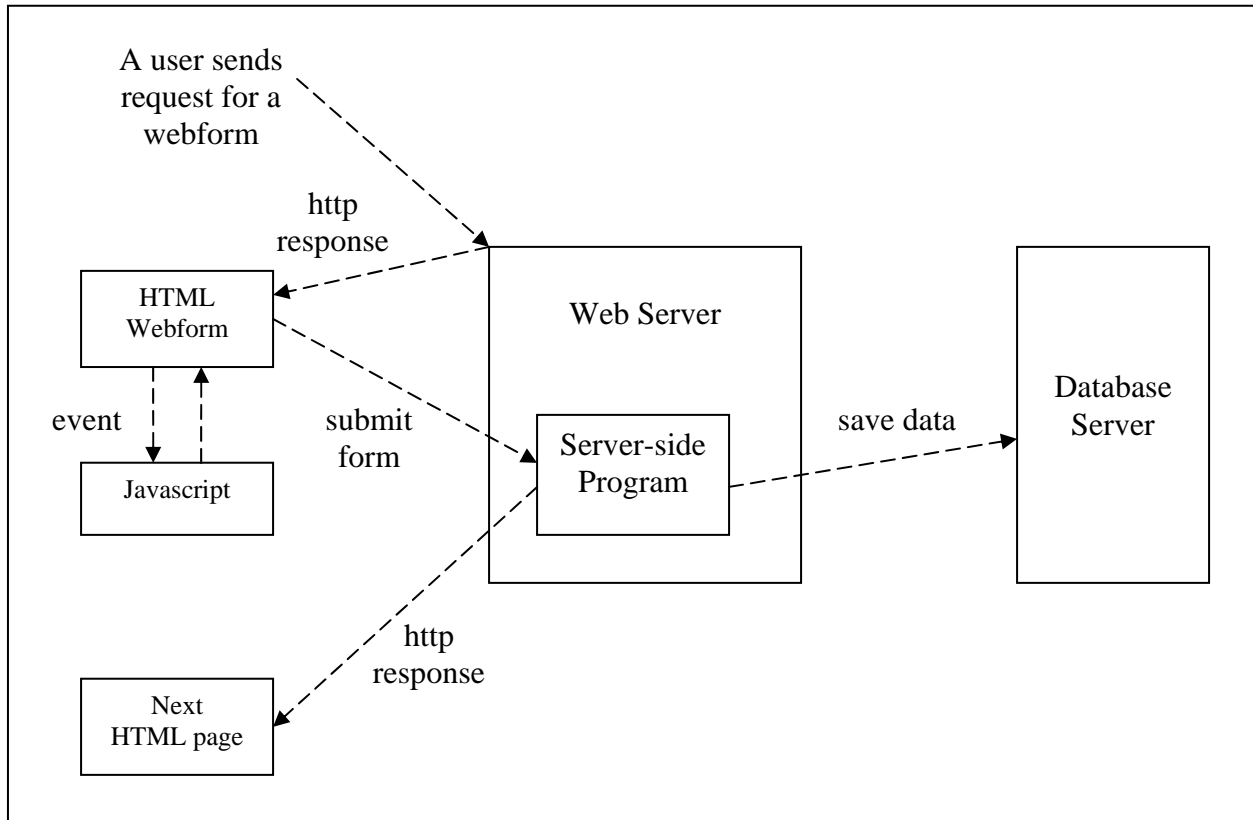 A user sends
request for a
webform
http
response
HTML
Webform
Web Server
event
submit
form
Javascript
Server-side
Program
save data
Database
Server
http
response
Next
HTML page